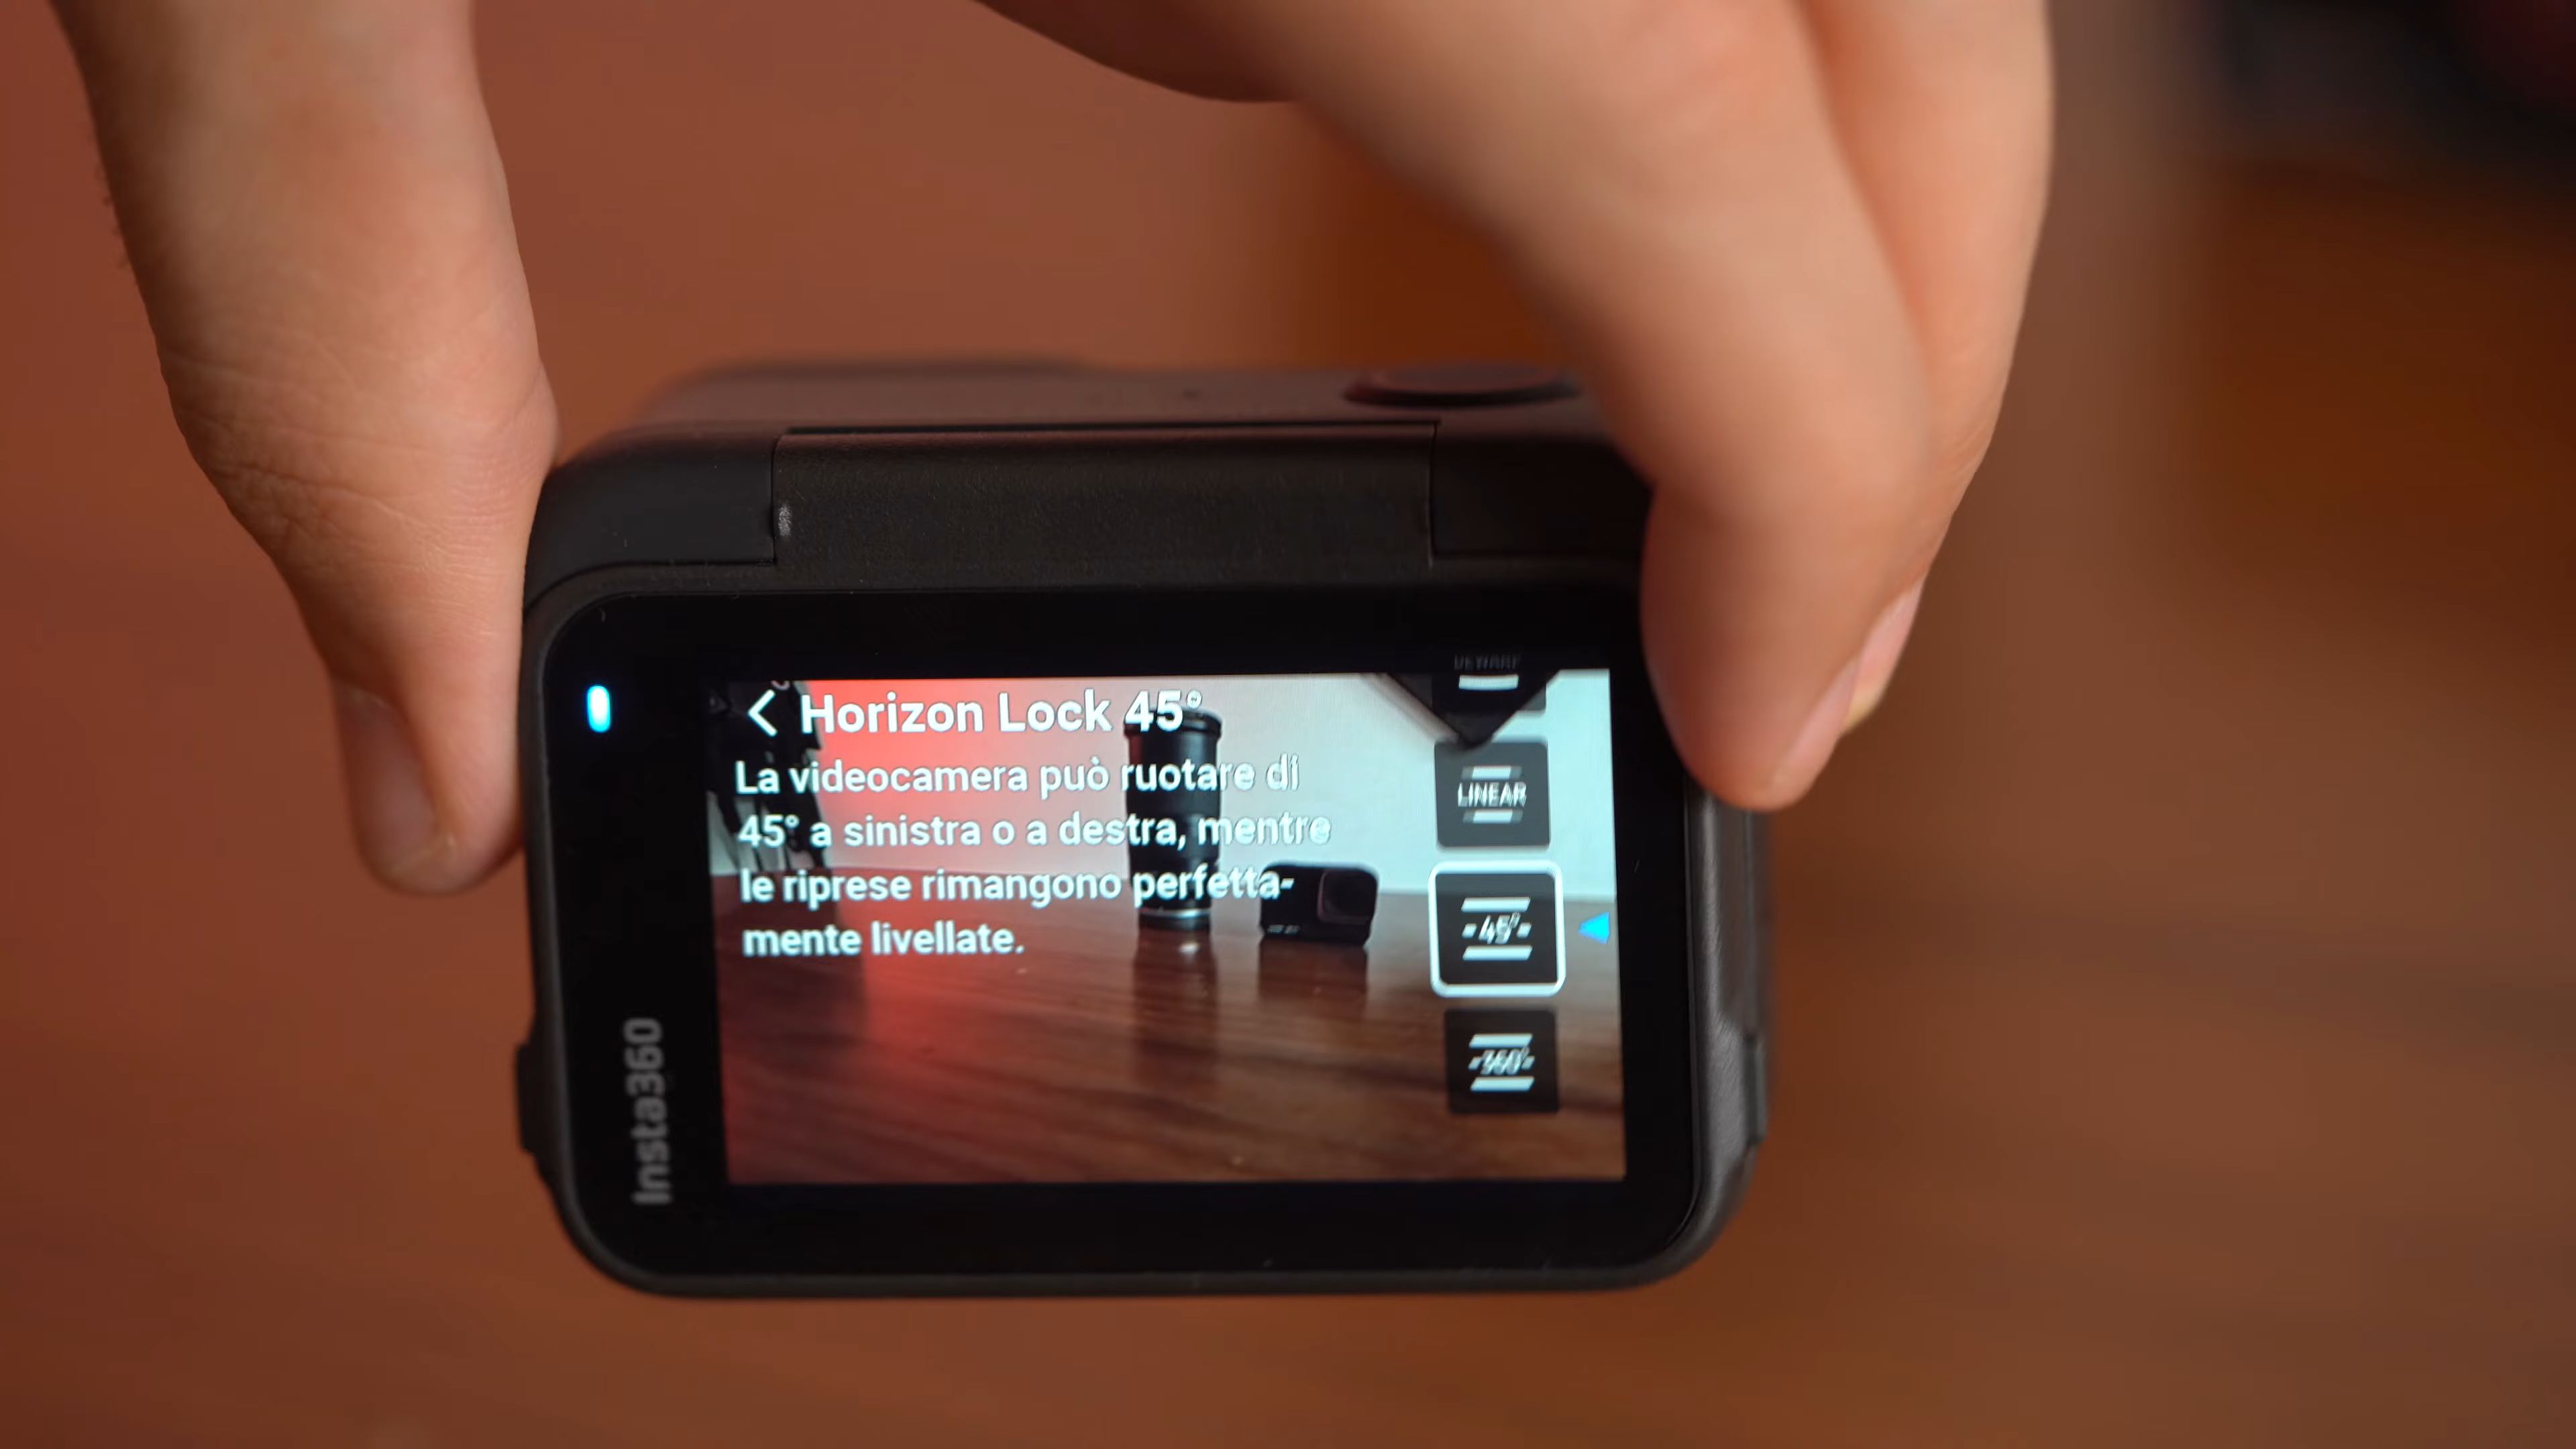 DEWARP
Horizon Lock 45°
La videocamera può ruotare di
45° a sinistra o a destra, mentre
le riprese rimangono perfetta-
mente livellate.
LINEAR
45°
360°
Insta360